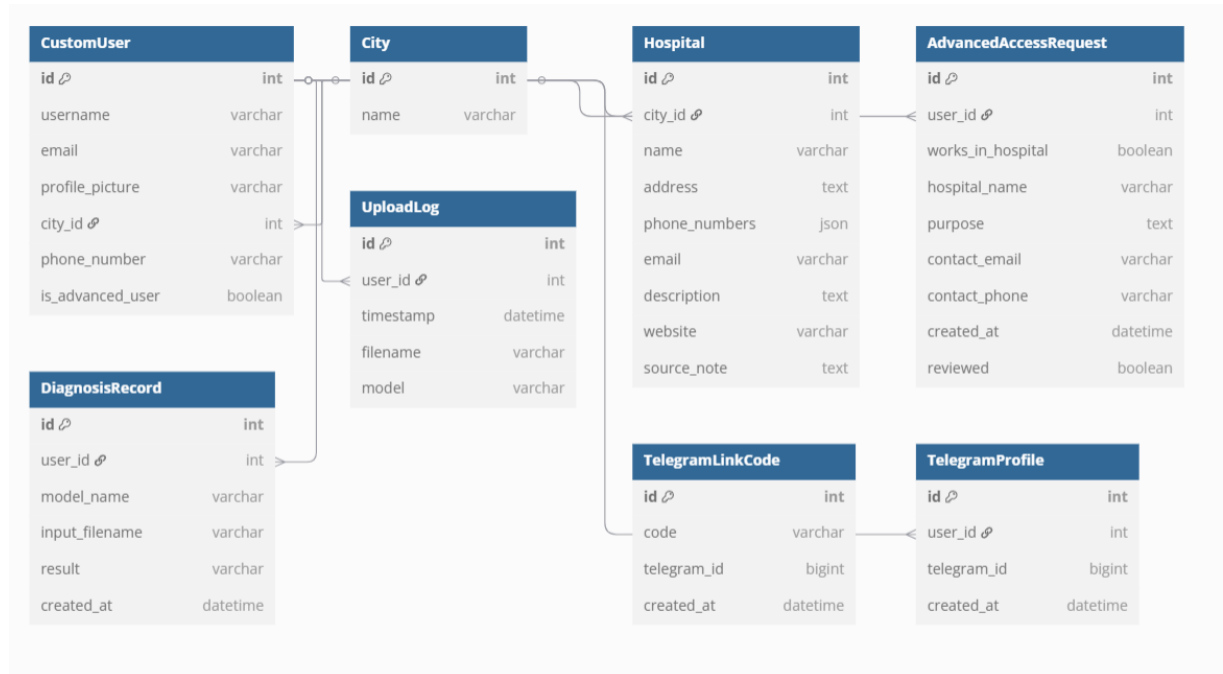 CustomUser
id int
username varchar
email varchar
profile_picture varchar
city_id int
phone_number varchar
is_advanced_user boolean
City
id int
name varchar
UploadLog
id int
user_id int
timestamp datetime
filename varchar
model varchar
Hospital
id int
city_id int
name varchar
address text
phone_numbers json
email varchar
description text
website varchar
source_note text
AdvancedAccessRequest
id int
user_id int
works_in_hospital boolean
hospital_name varchar
purpose text
contact_email varchar
contact_phone varchar
created_at datetime
reviewed boolean
DiagnosisRecord
id int
user_id int
model_name varchar
input_filename varchar
result varchar
created_at datetime
TelegramLinkCode
id int
code varchar
telegram_id bigint
created_at datetime
TelegramProfile
id int
user_id int
telegram_id bigint
created_at datetime